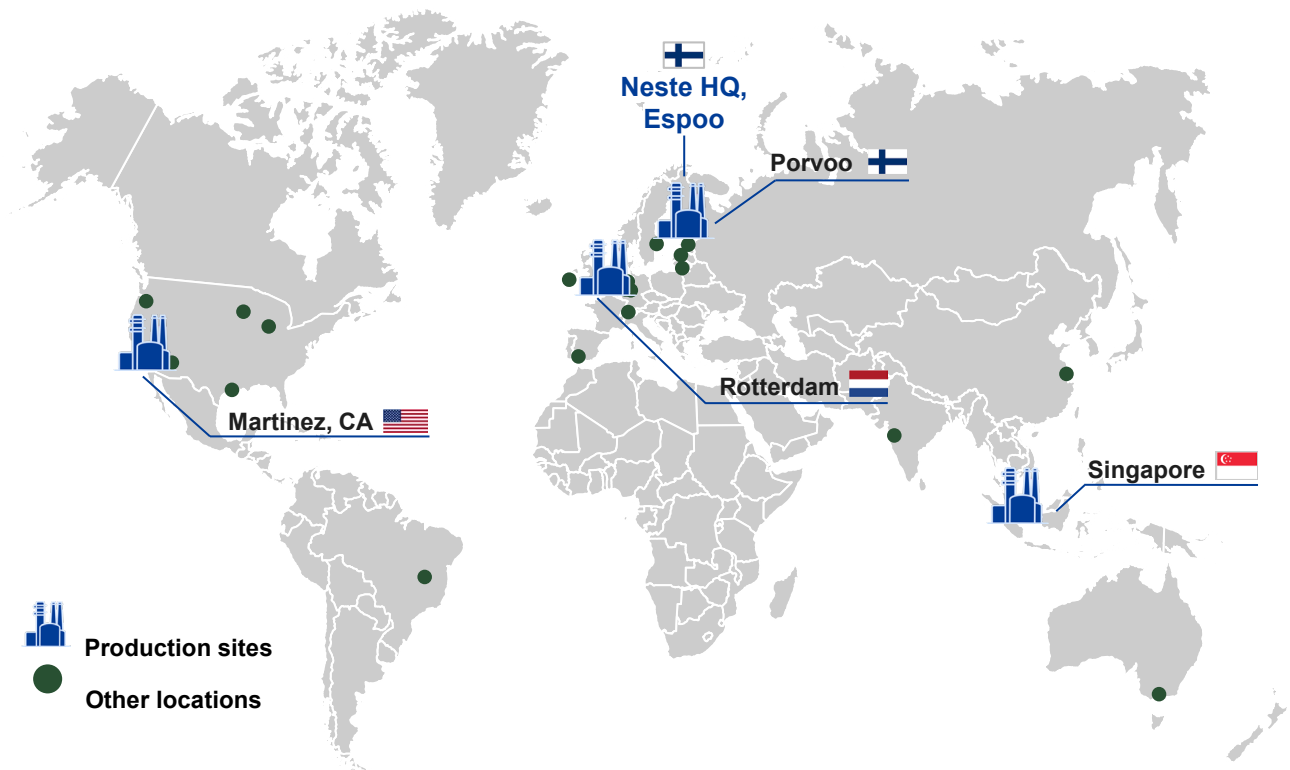 Neste HQ,
Espoo
Porvoo
Rotterdam
Martinez, CA
Singapore
Production sites
Other locations